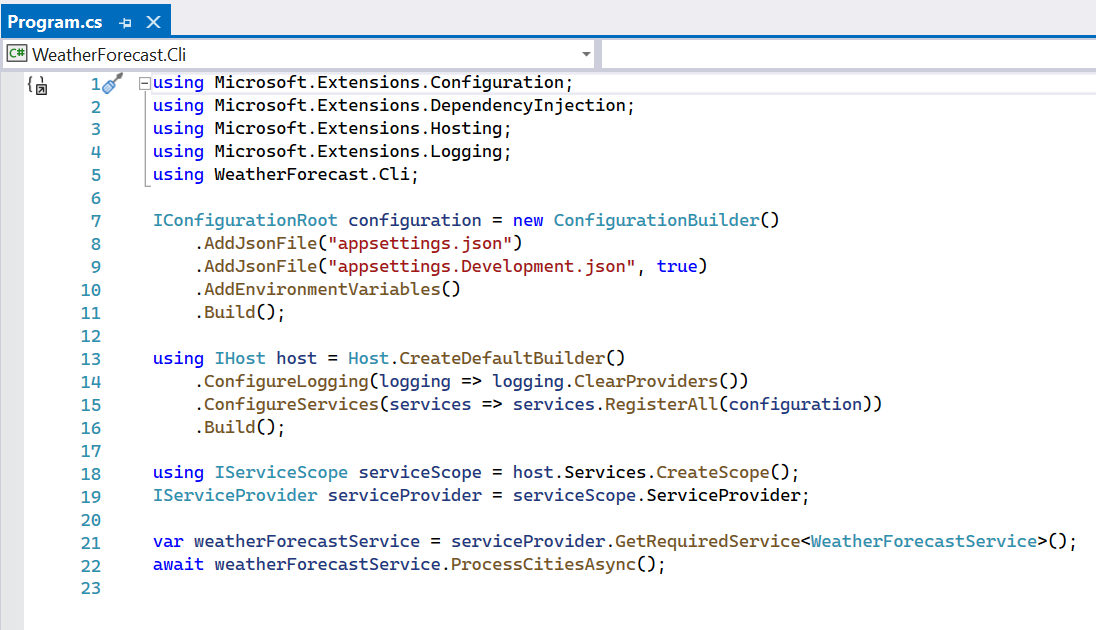 Program.cs
C# WeatherForecast.Cli
1 using Microsoft.Extensions.Configuration;
2 using Microsoft.Extensions.DependencyInjection;
3 using Microsoft.Extensions.Hosting;
4 using Microsoft.Extensions.Logging;
5 using WeatherForecast.Cli;
6
7 IConfigurationRoot configuration = new ConfigurationBuilder()
8     .AddJsonFile("appsettings.json")
9     .AddJsonFile("appsettings.Development.json", true)
10     .AddEnvironmentVariables()
11     .Build();
12
13 using IHost host = Host.CreateDefaultBuilder()
14     .ConfigureLogging(logging => logging.ClearProviders())
15     .ConfigureServices(services => services.RegisterAll(configuration))
16     .Build();
17
18 using IServiceScope serviceScope = host.Services.CreateScope();
19 IServiceProvider serviceProvider = serviceScope.ServiceProvider;
20
21 var weatherForecastService = serviceProvider.GetRequiredService<WeatherForecastService>();
22 await weatherForecastService.ProcessCitiesAsync();
23